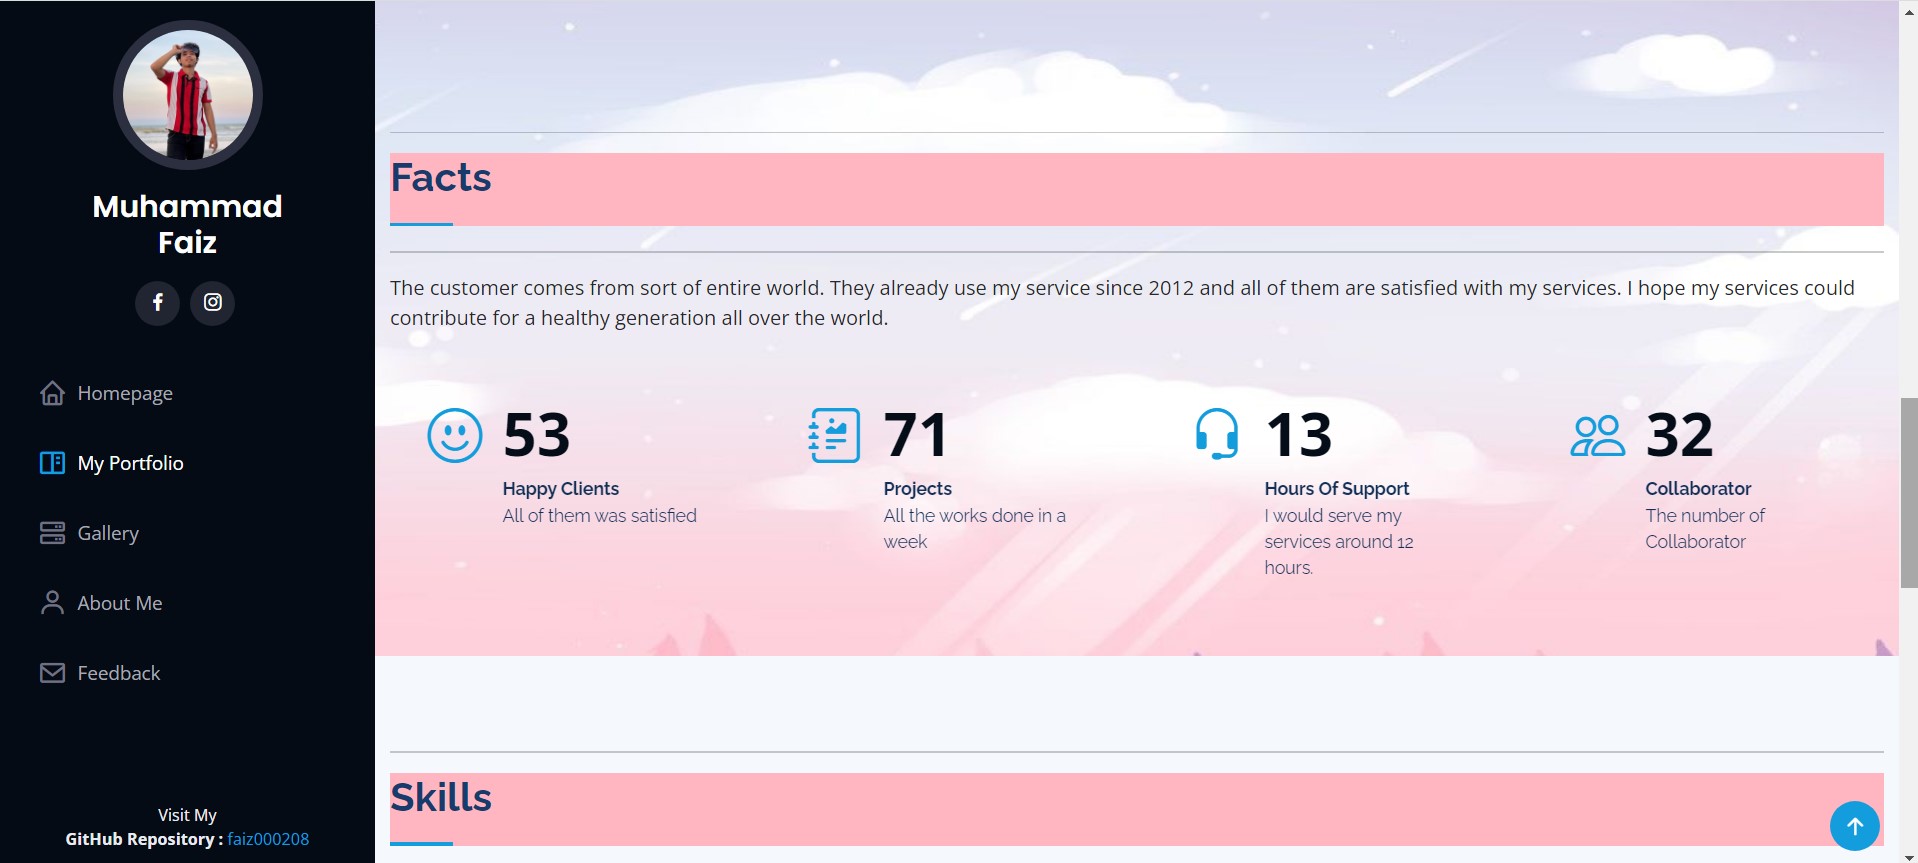 Muhammad
Faiz
Homepage
My Portfolio
Gallery
About Me
Feedback
Visit My
GitHub Repository : faiz000208
Facts
The customer comes from sort of entire world. They already use my service since 2012 and all of them are satisfied with my services. I hope my services could
contribute for a healthy generation all over the world.
53
Happy Clients
All of them was satisfied
71
Projects
All the works done in a
week
13
Hours Of Support
I would serve my
services around 12
hours.
32
Collaborator
The number of
Collaborator
Skills